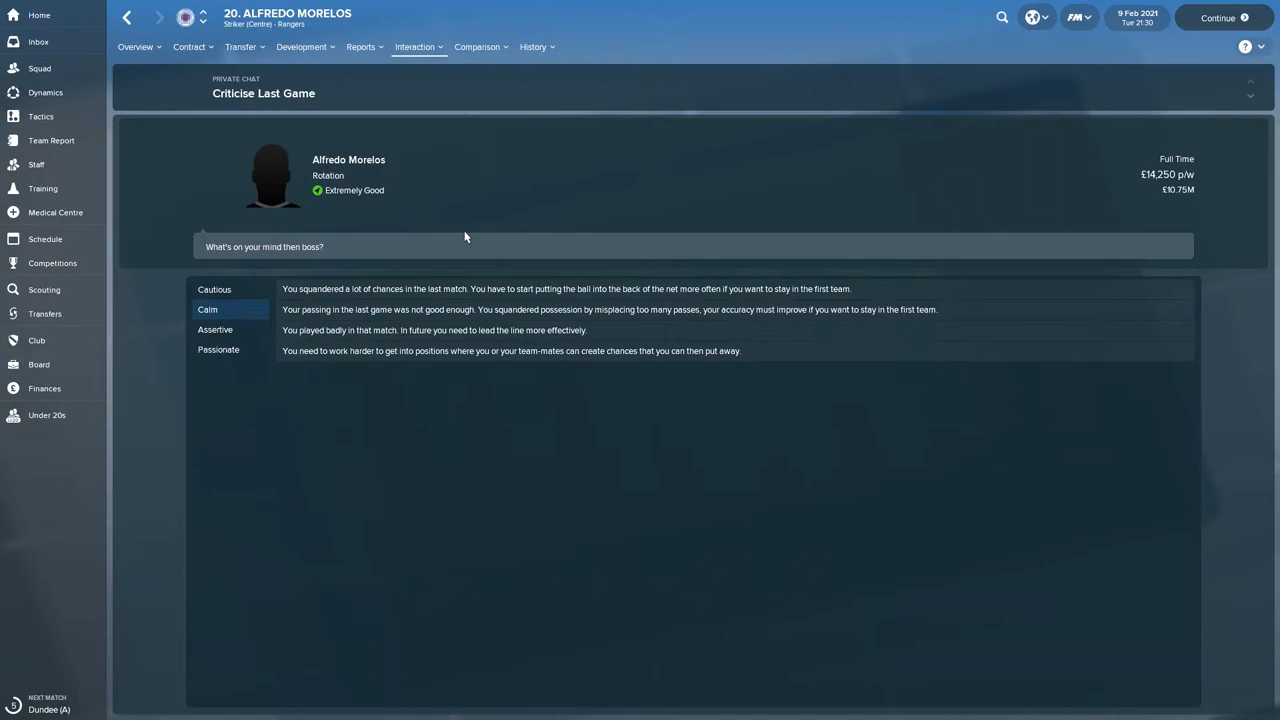 20. ALFREDO MORELOS
Striker (Centre) - Rangers
9 Feb 2021
Tue 21:30
FM
Continue
Home
Inbox
Squad
Dynamics
Tactics
Team Report
Staff
Training
Medical Centre
Schedule
Competitions
Scouting
Transfers
Club
Board
Finances
Under 20s
Overview
Contract
Transfer
Development
Reports
Interaction
Comparison
History
?
PRIVATE CHAT
Criticise Last Game
Alfredo Morelos
Rotation
Extremely Good
Full Time
£14,250 p/w
£10.75M
What's on your mind then boss?
Cautious
Calm
Assertive
Passionate
You squandered a lot of chances in the last match. You have to start putting the ball into the back of the net more often if you want to stay in the first team.
Your passing in the last game was not good enough. You squandered possession by misplacing too many passes, your accuracy must improve if you want to stay in the first team.
You played badly in that match. In future you need to lead the line more effectively.
You need to work harder to get into positions where you or your team-mates can create chances that you can then put away.
5
NEXT MATCH
Dundee (A)